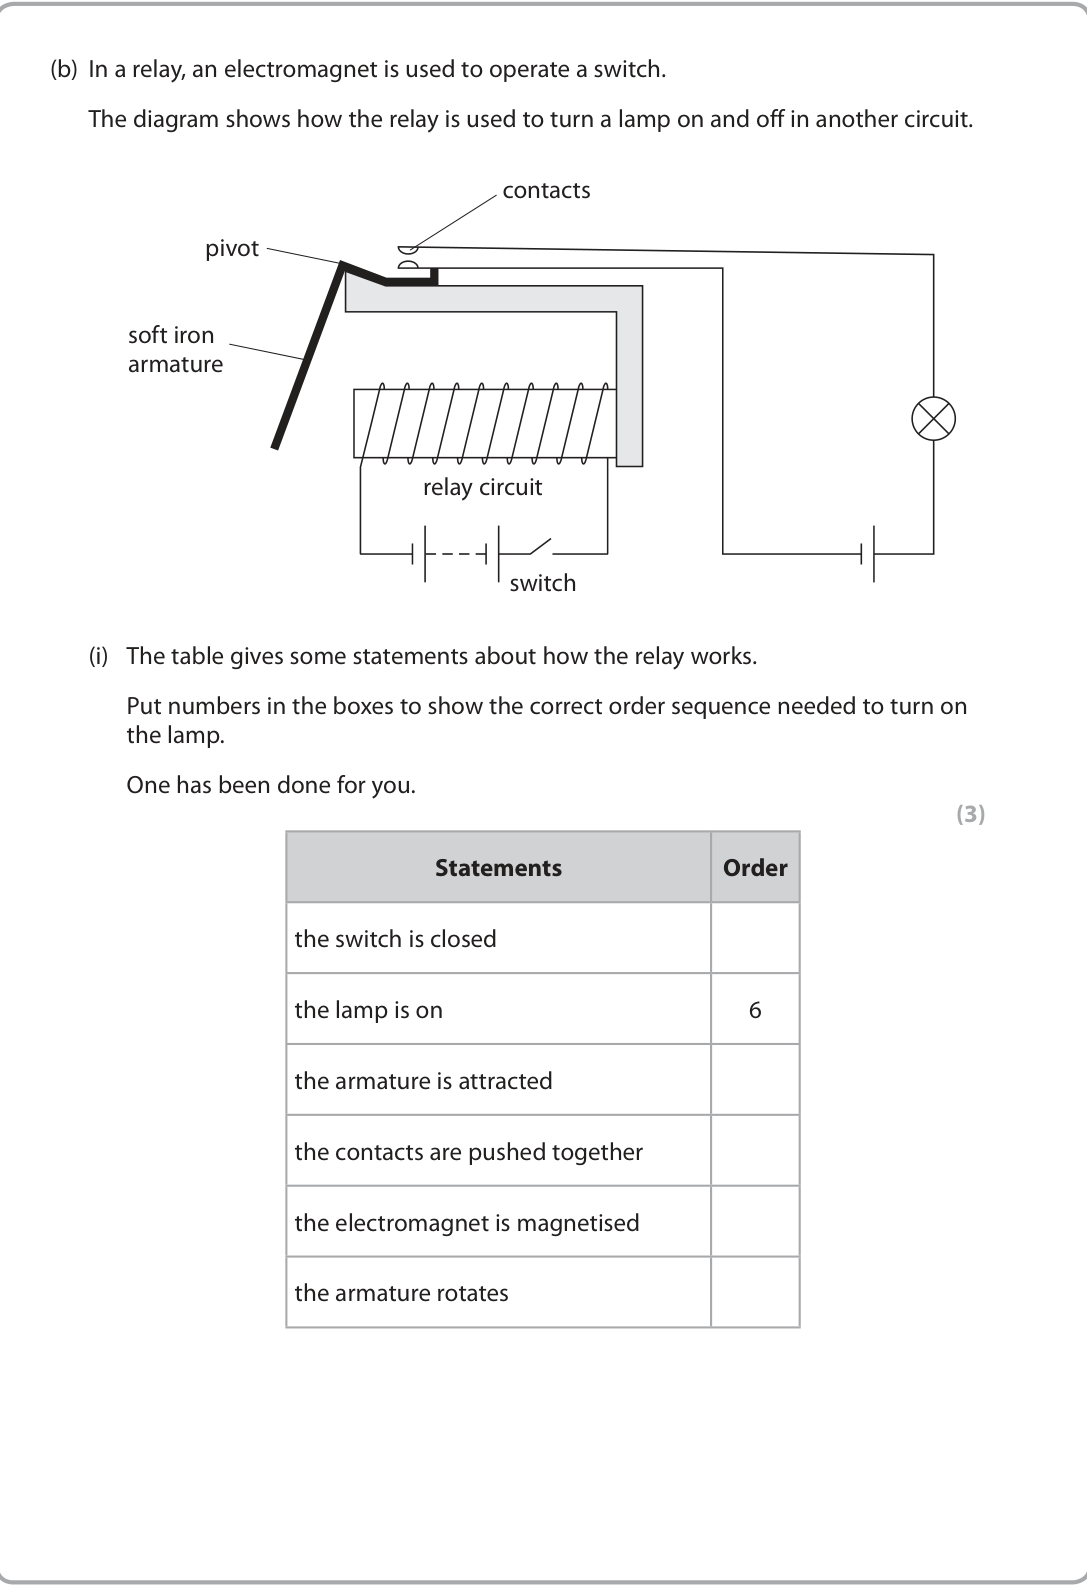 (b) In a relay, an electromagnet is used to operate a switch.
The diagram shows how the relay is used to turn a lamp on and off in another circuit.
contacts
pivot
soft iron
armature
relay circuit
switch
(i) The table gives some statements about how the relay works.
Put numbers in the boxes to show the correct order sequence needed to turn on
the lamp.
One has been done for you.
(3)
Statements Order
the switch is closed
the lamp is on 6
the armature is attracted
the contacts are pushed together
the electromagnet is magnetised
the armature rotates